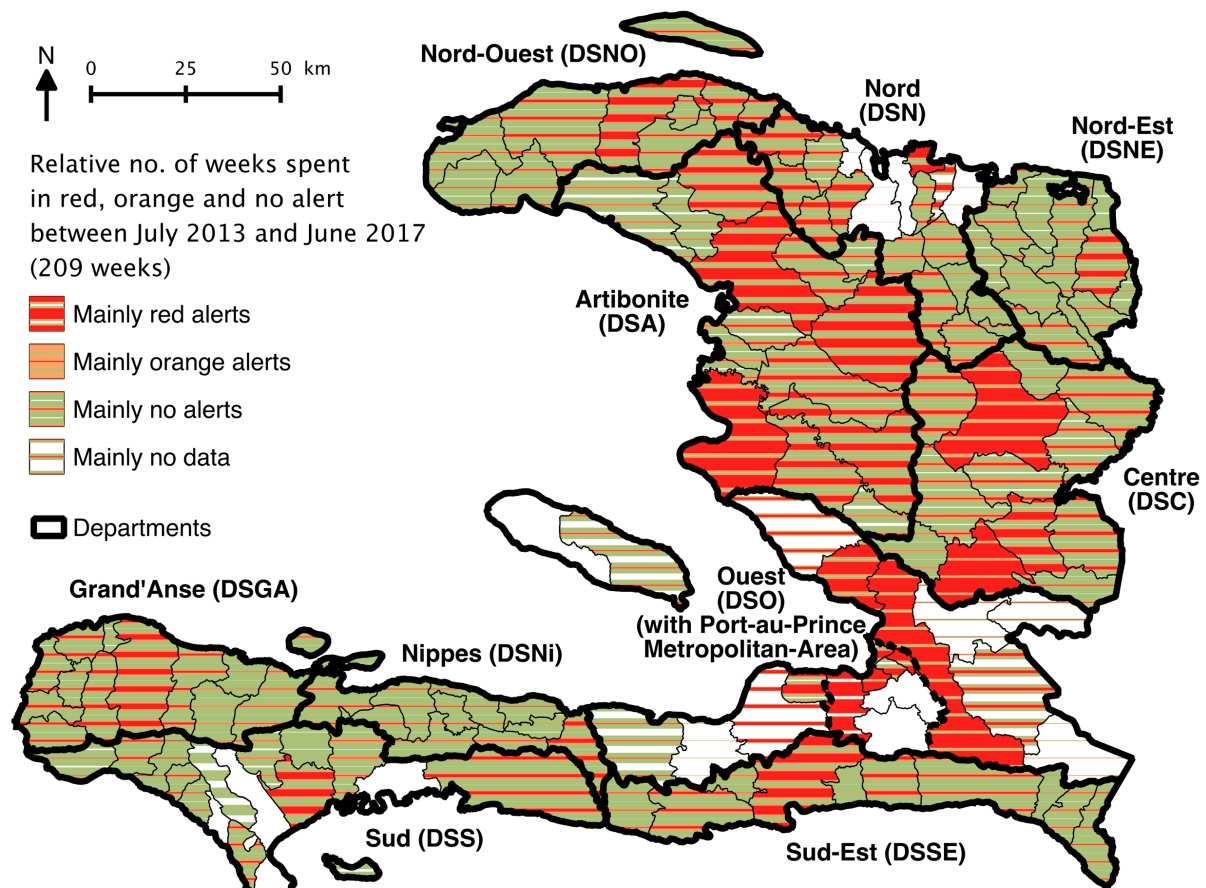 Nord-Ouest (DSNO)
N
0 25 50 km
Nord
(DSN)
Nord-Est
(DSNE)
Relative no. of weeks spent
in red, orange and no alert
between July 2013 and June 2017
(209 weeks)
Mainly red alerts
Mainly orange alerts
Mainly no alerts
Mainly no data
Departments
Artibonite
(DSA)
Centre
(DSC)
Ouest
(DSO)
(with Port-au-Prince
Metropolitan-Area)
Grand'Anse (DSGA)
Nippes (DSNi)
Sud (DSS)
Sud-Est (DSSE)